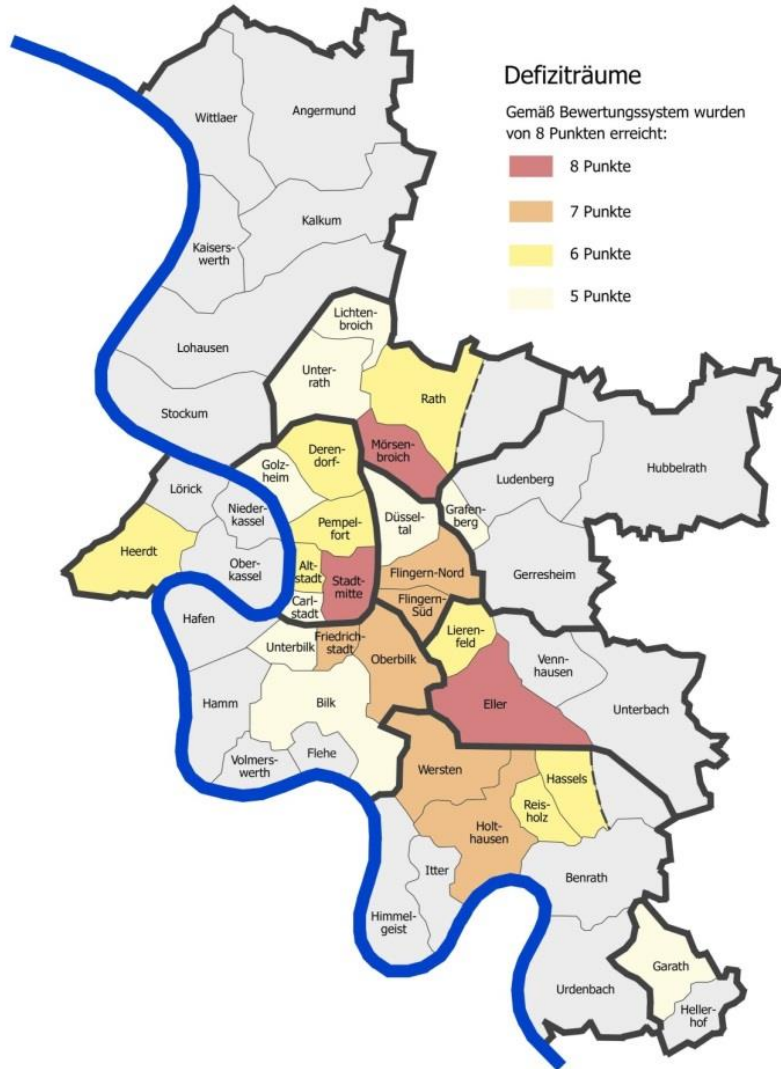 Defiziträume
Gemäß Bewertungssystem wurden
von 8 Punkten erreicht:
8 Punkte
7 Punkte
6 Punkte
5 Punkte
Angermund
Wittlaer
Kalkum
Kaisers-
werth
Lichten-
broich
Lohausen
Unter-
rath
Rath
Stockum
Mörsen-
broich
Deren-
dorf-
Golz-
heim
Ludenberg
Hubbelrath
Lörick
Nieder-
kassel
Düssel-
tal
Grafen-
berg
Pempel-
fort
Heerdt
Ober-
kassel
Alt-
stadt
Stadt-
mitte
Flingern-Nord
Gerresheim
Carl-
stadt
Flingern-
Süd
Hafen
Unterbilk
Friedrich-
stadt
Lieren-
feld
Oberbilk
Venn-
hausen
Hamm
Bilk
Eller
Unterbach
Volmers-
werth
Flehe
Wersten
Hassels
Reis-
holz
Holt-
hausen
Itter
Benrath
Himmel-
geist
Garath
Urdenbach
Heller-
hof